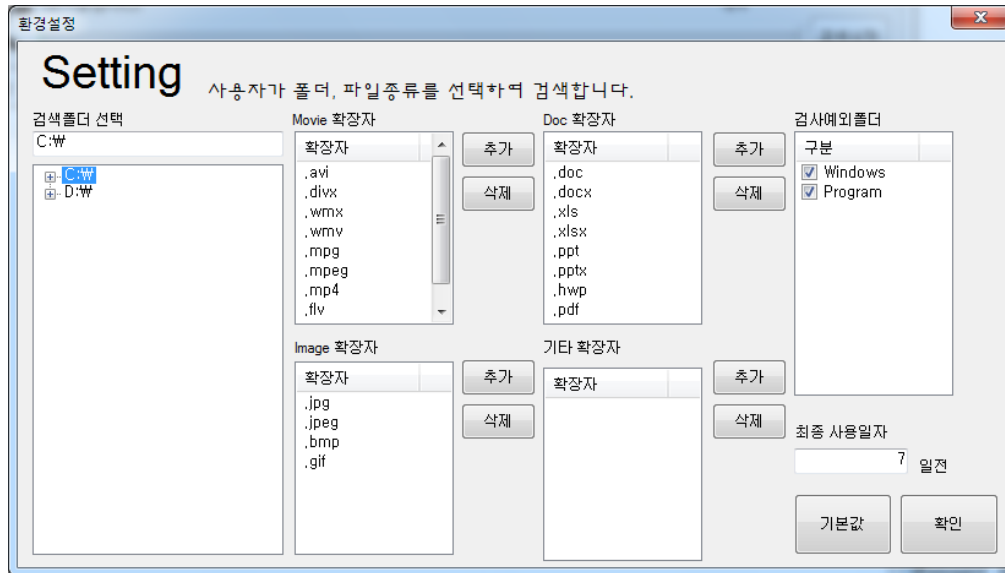 환경설정
Setting 사용자가 폴더, 파일종류를 선택하여 검색합니다.
검색폴더 선택
C:₩
C:₩
D:₩
Movie 확장자
확장자
.avi
.divx
.wmx
.wmv
.mpg
.mpeg
.mp4
.flv
추가
삭제
Doc 확장자
확장자
.doc
.docx
.xls
.xlsx
.ppt
.pptx
.hwp
.pdf
추가
삭제
검사예외폴더
구분
Windows
Program
Image 확장자
확장자
.jpg
.jpeg
.bmp
.gif
추가
삭제
기타 확장자
확장자
추가
삭제
최종 사용일자
7 일전
기본값
확인